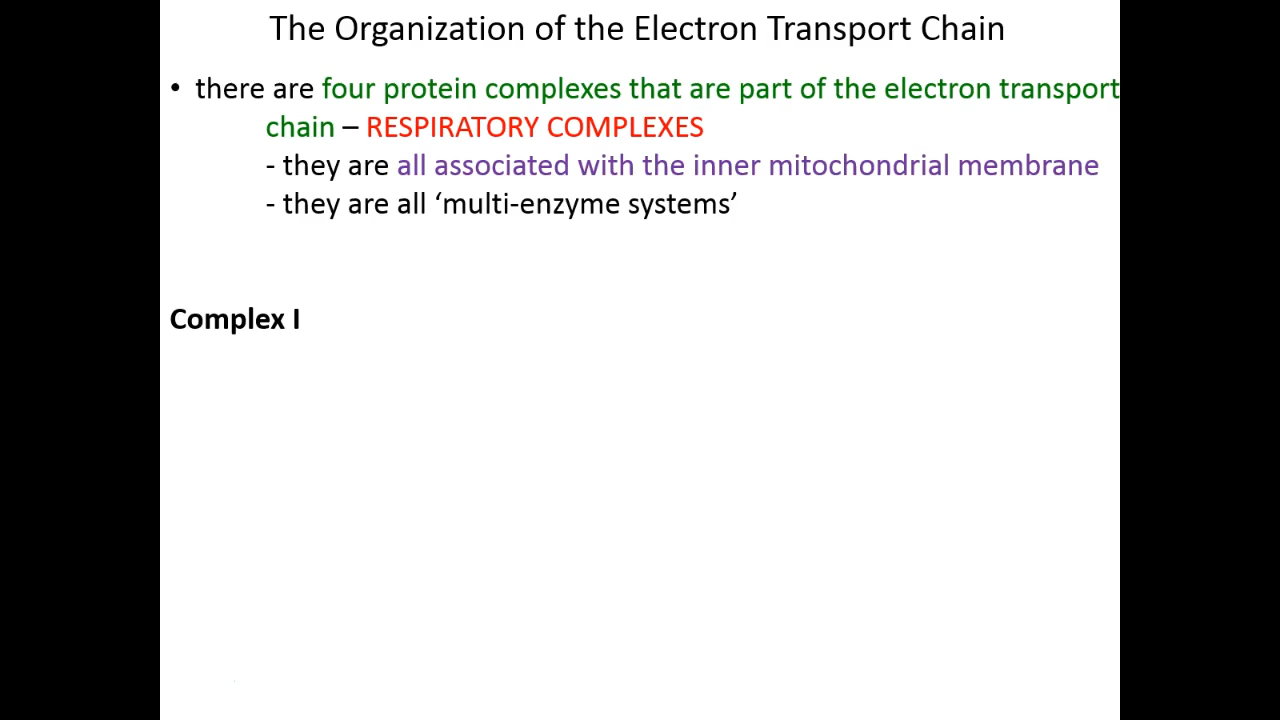 The Organization of the Electron Transport Chain
• there are four protein complexes that are part of the electron transport
chain – RESPIRATORY COMPLEXES
- they are all associated with the inner mitochondrial membrane
- they are all ‘multi-enzyme systems’
Complex I